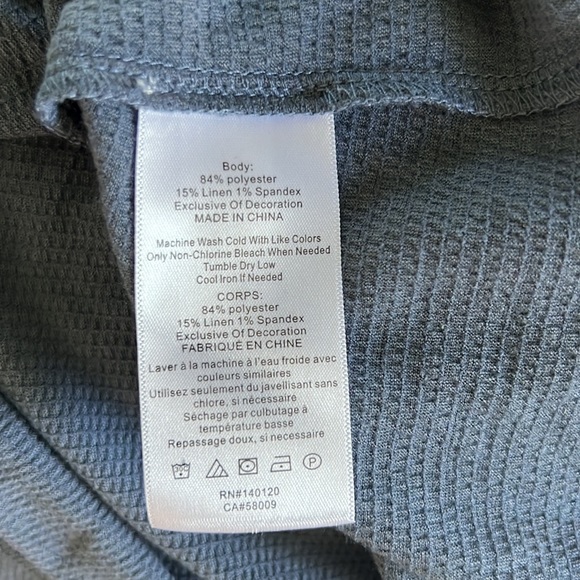 Body:
84% polyester
15% Linen 1% Spandex
Exclusive Of Decoration
MADE IN CHINA
Machine Wash Cold With Like Colors
Only Non-Chlorine Bleach When Needed
Tumble Dry Low
Cool Iron If Needed
CORPS:
84% polyester
15% Linen 1% Spandex
Exclusive Of Decoration
FABRIQUÉ EN CHINE
Laver à la machine à l'eau froide avec
couleurs similaires
Utilisez seulement du javellisant sans
chlore, si nécessaire
Séchage par culbutage à
température basse
Repassage doux, si necessaire
P
RN#140120
CA#58009